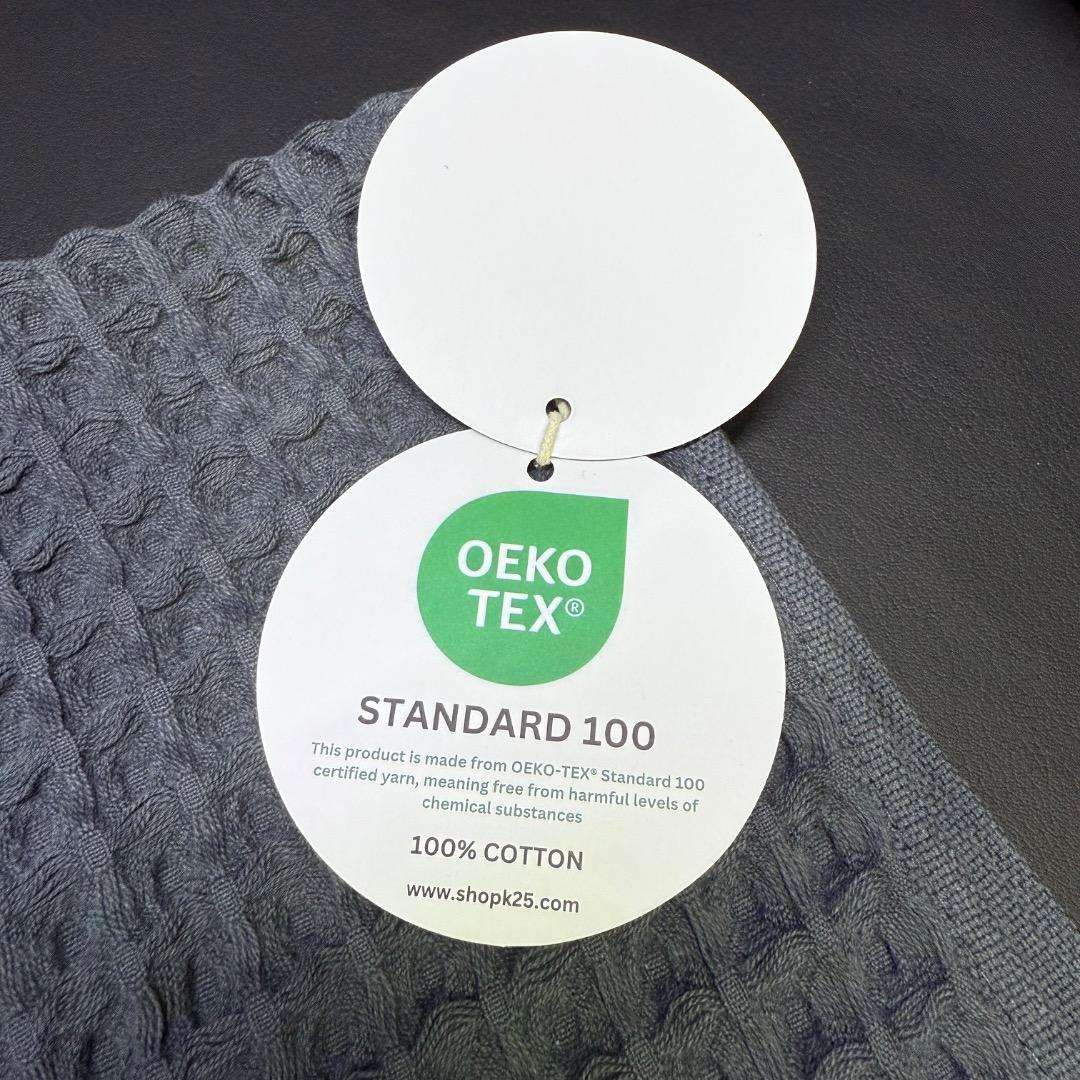 OEKO
TEX®
STANDARD 100
This product is made from OEKO-TEX® Standard 100
certified yarn, meaning free from harmful levels of
chemical substances
100% COTTON
www.shopk25.com